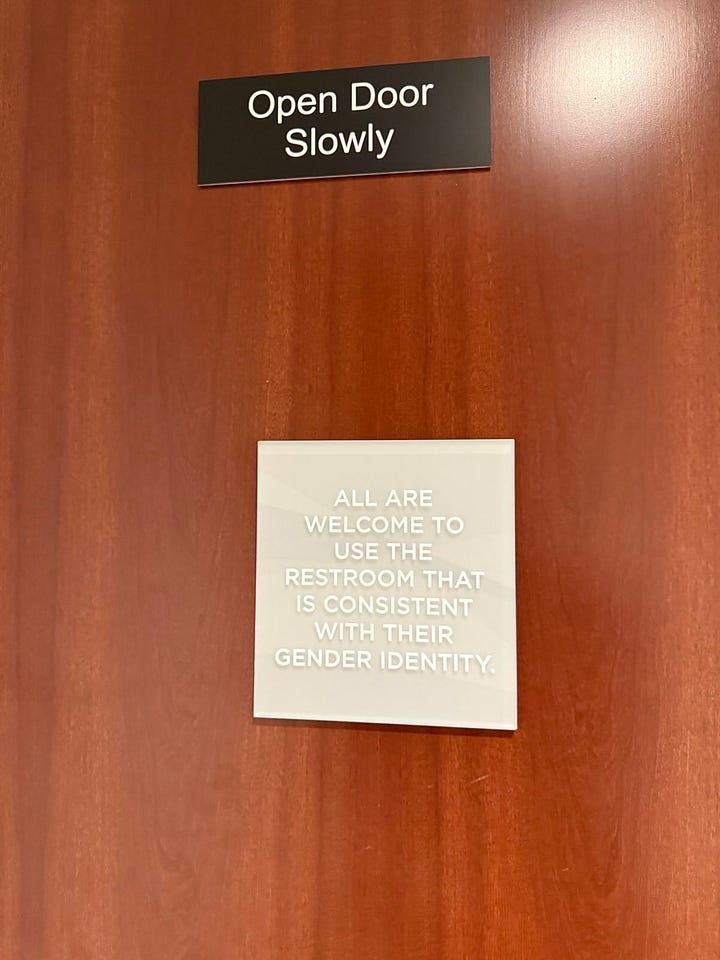 Open Door
Slowly
ALL ARE
WELCOME TO
USE THE
RESTROOM THAT
IS CONSISTENT
WITH THEIR
GENDER IDENTITY.